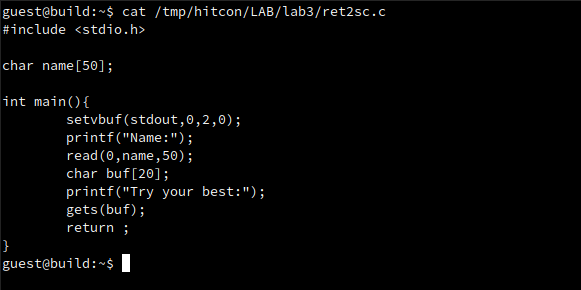 guest@build:~$ cat /tmp/hitcon/LAB/lab3/ret2sc.c
#include <stdio.h>
char name[50];
int main(){
setvbuf(stdout,0,2,0);
printf("Name:");
read(0,name,50);
char buf[20];
printf("Try your best:");
gets(buf);
return ;
}
guest@build:~$